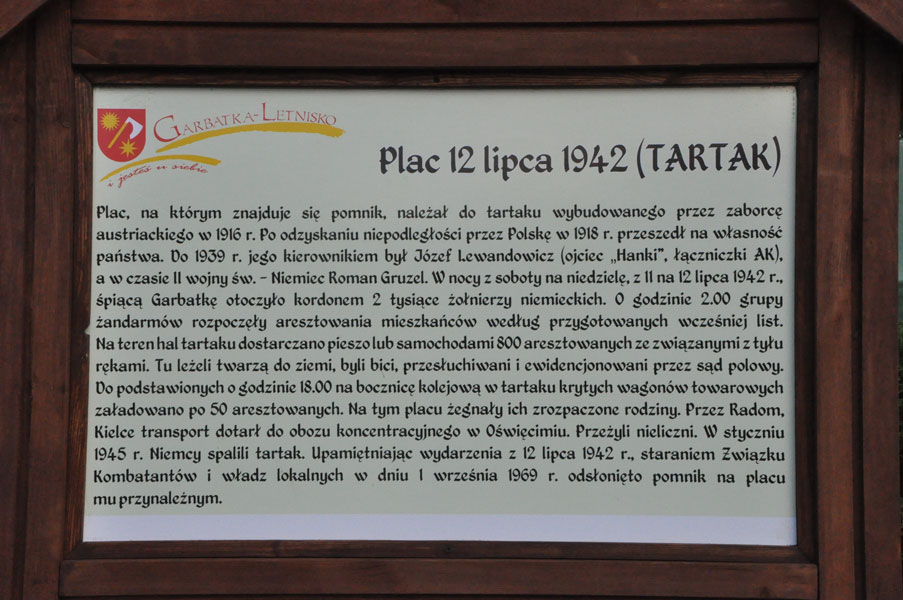 Garbatka-Letnisko
i jesteś u siebie
Plac 12 lipca 1942 (TARTAK)
Plac, na którym znajduje się pomnik, należał do tartaku wybudowanego przez zaborcę
austriackiego w 1916 r. Po odzyskaniu niepodległości przez Polskę w 1918 r. przeszedł na własność
państwa. Do 1939 r. jego kierownikiem był Józef Lewandowicz (ojciec „Hanki”, łączniczki AK),
a w czasie II wojny św. – Niemiec Roman Gruzel. W nocy z soboty na niedzielę, z 11 na 12 lipca 1942 r.,
śpiącą Garbatkę otoczyło kordonem 2 tysiące żołnierzy niemieckich. O godzinie 2.00 grupy
żandarmów rozpoczęły aresztowania mieszkańców według przygotowanych wcześniej list.
Na teren hal tartaku dostarczano pieszo lub samochodami 800 aresztowanych ze związanymi z tyłu
rękami. Tu leżeli twarzą do ziemi, byli bici, przesłuchiwani i ewidencjonowani przez sąd polowy.
Do podstawionych o godzinie 18.00 na bocznicę kolejową w tartaku krytych wagonów towarowych
załadowano po 50 aresztowanych. Na tym placu żegnały ich zrozpaczone rodziny. Przez Radom,
Kielce transport dotarł do obozu koncentracyjnego w Oświęcimiu. Przeżyli nieliczni. W styczniu
1945 r. Niemcy spalili tartak. Upamiętniając wydarzenia z 12 lipca 1942 r., staraniem Związku
Kombatantów i władz lokalnych w dniu 1 września 1969 r. odsłonięto pomnik na placu
mu przynależnym.